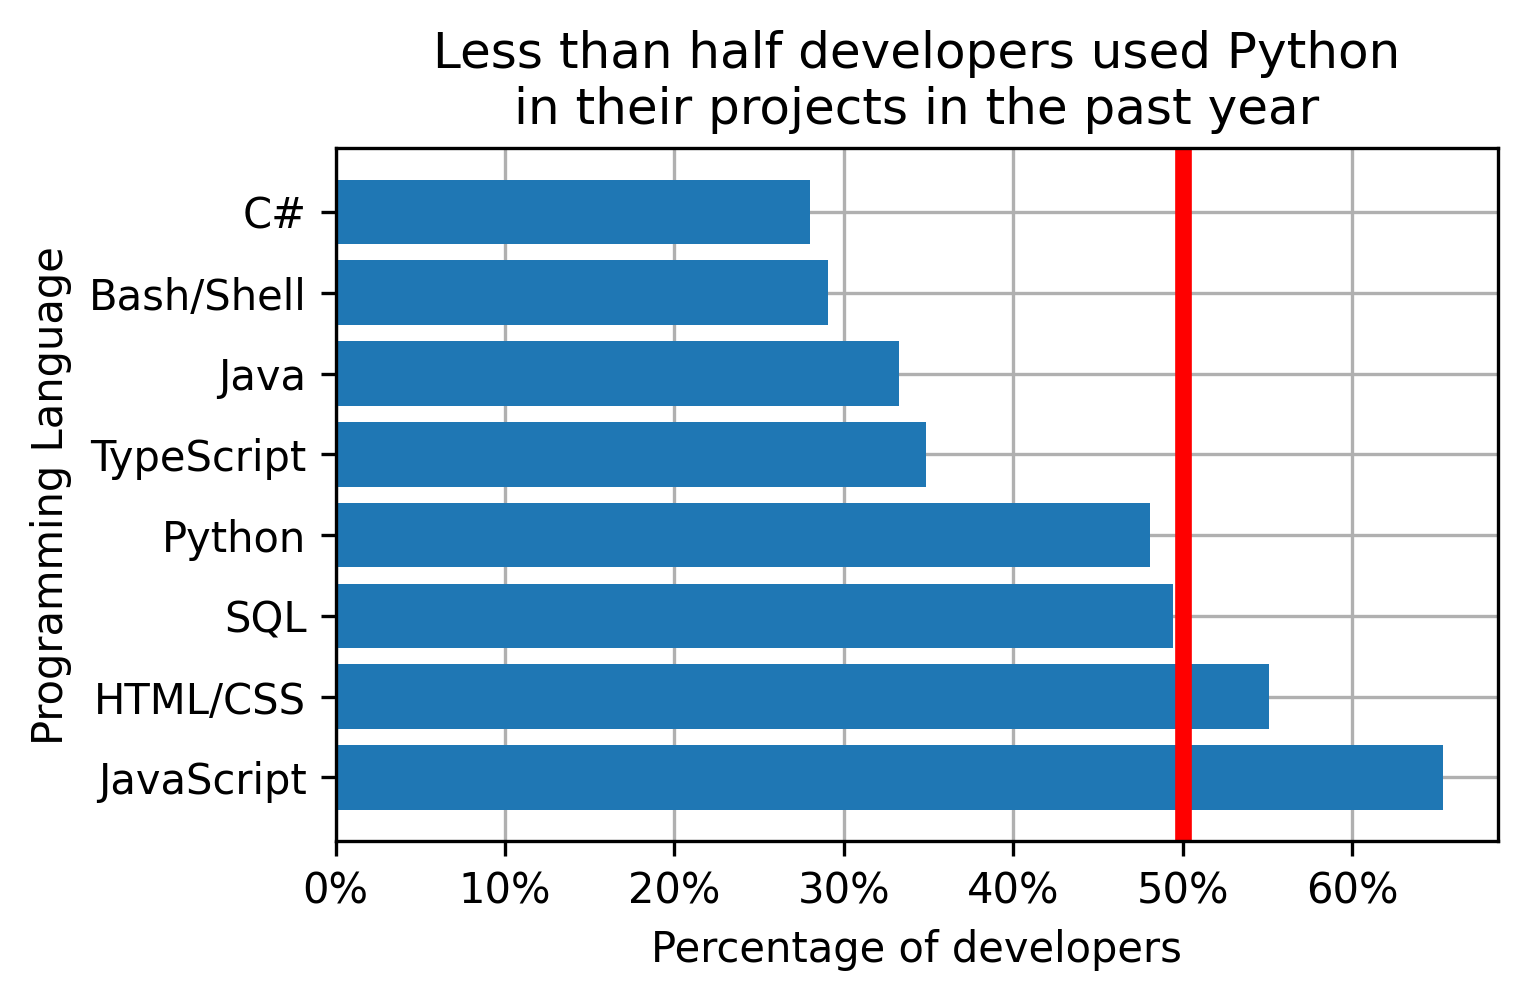 Less than half developers used Python
in their projects in the past year
Programming Language
C#
Bash/Shell
Java
TypeScript
Python
SQL
HTML/CSS
JavaScript
0% 10% 20% 30% 40% 50% 60%
Percentage of developers